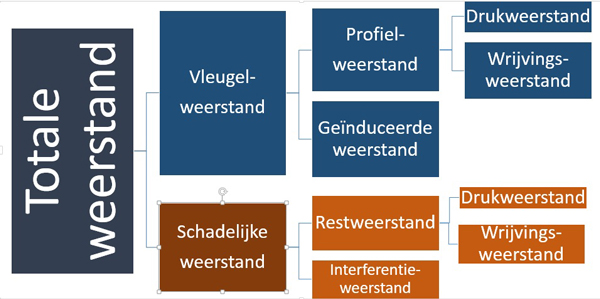 Totale
weerstand
Vleugel-
weerstand
Profiel-
weerstand
Drukweerstand
Wrijvings-
weerstand
Geïnduceerde
weerstand
Schadelijke
weerstand
Restweerstand
Drukweerstand
Wrijvings-
weerstand
Interferentie-
weerstand